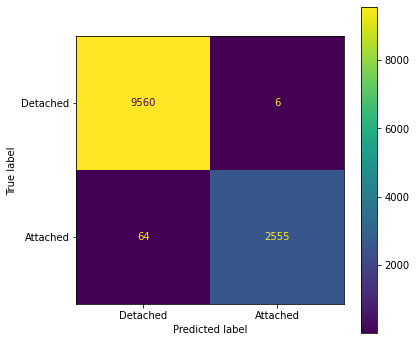 Detached
9560
6
Attached
64
2555
Detached
Attached
Predicted label
True label
8000
6000
4000
2000